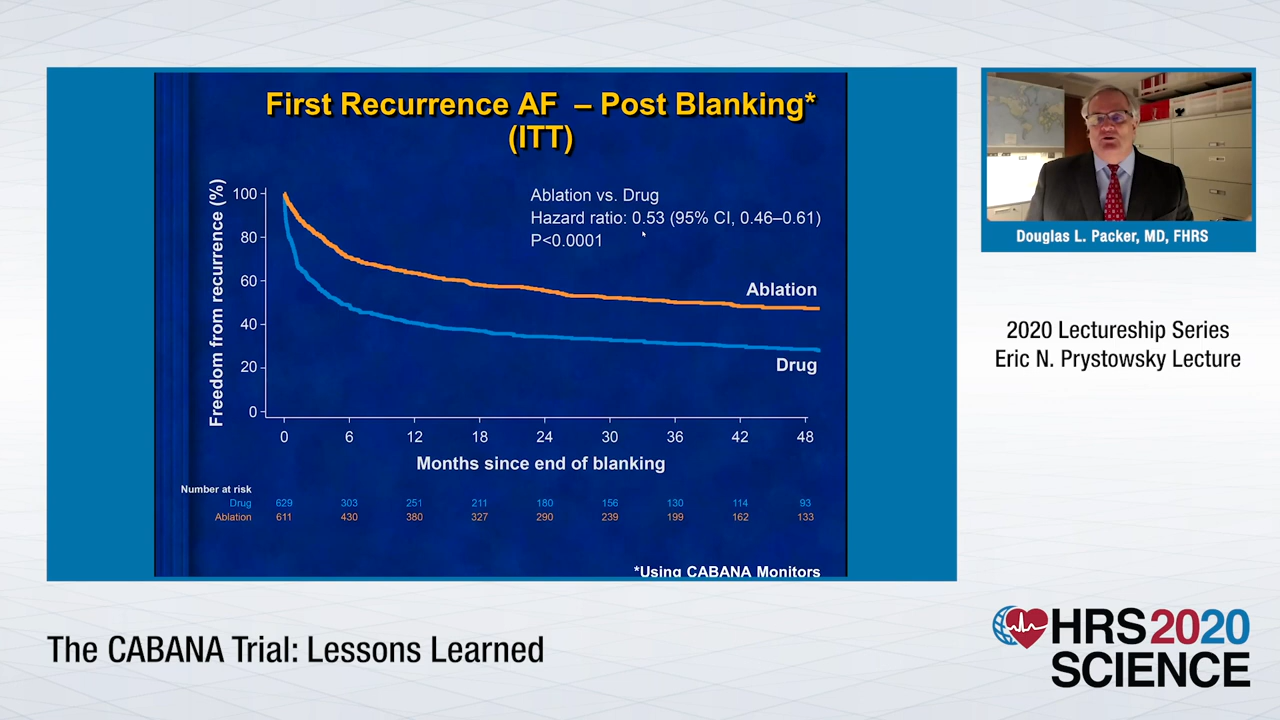 First Recurrence AF – Post Blanking*
(ITT)
Freedom from recurrence (%)
100
80
60
40
20
0
Ablation vs. Drug
Hazard ratio: 0.53 (95% CI, 0.46–0.61)
P<0.0001
Ablation
Drug
0 6 12 18 24 30 36 42 48
Months since end of blanking
Number at risk
Drug 629 303 251 211 180 156 130 114 93
Ablation 611 430 380 327 290 239 199 162 133
*Using CABANA Monitors
Douglas L. Packer, MD, FHRS
2020 Lectureship Series
Eric N. Prystowsky Lecture
The CABANA Trial: Lessons Learned
HRS2020
SCIENCE